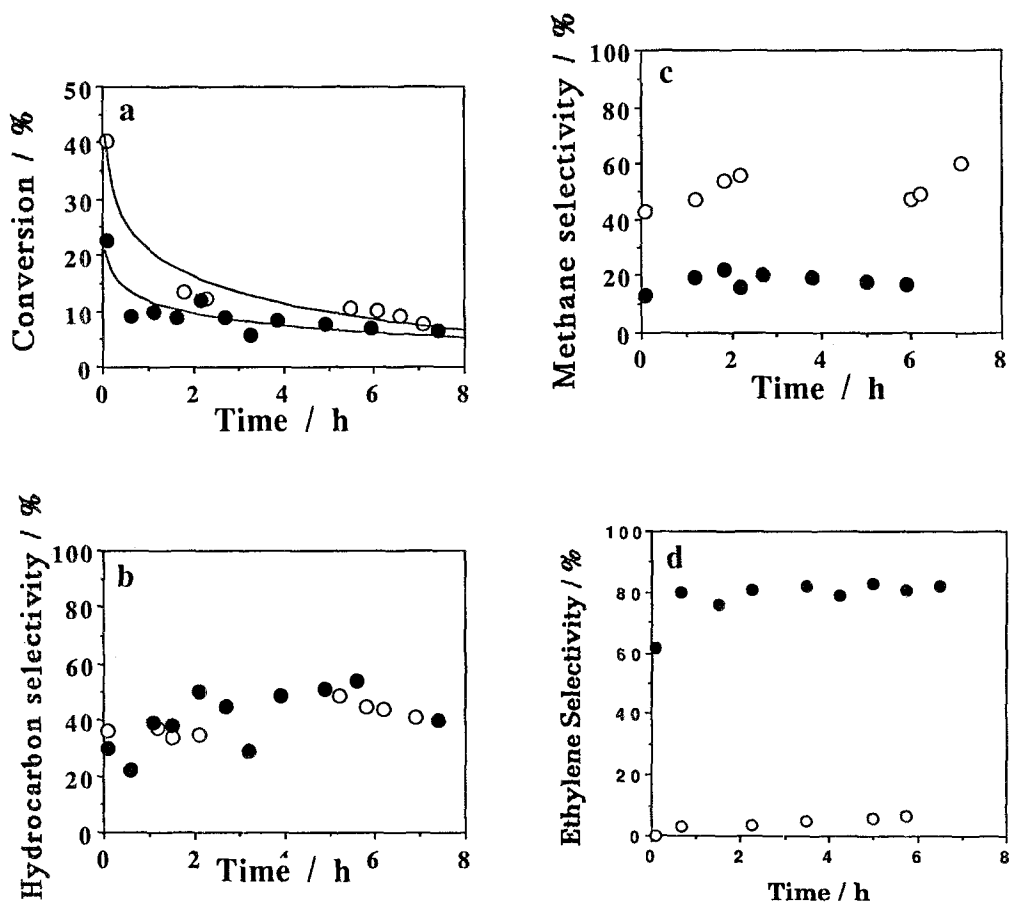 a
Conversion / %
50
40
30
20
10
0
0 2 4 6 8
Time / h
c
Methane selectivity / %
100
80
60
40
20
0
0 2 4 6 8
Time / h
b
Hydrocarbon selectivity / %
100
80
60
40
20
0
0 2 4 6 8
Time / h
d
Ethylene Selectivity / %
100
80
60
40
20
0
0 2 4 6 8
Time / h